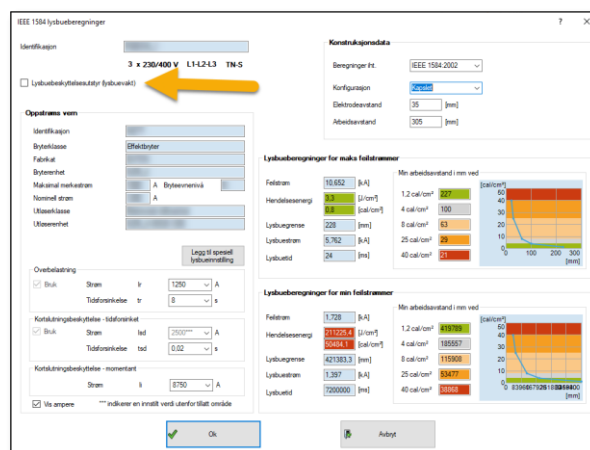 IEEE 1584 lysbueberegninger
?
Identifikasjon
3 x 230/400 V L1-L2-L3 TN-S
Lysbuebeskyttelsesutstyr (lysbuevakt)
Konstruksjonsdata
Beregninger iht.
IEEE 1584:2002
Konfigurasjon
Kapslet
Elektrodeavstand
35
[mm]
Arbeidsavstand
305
[mm]
Oppstrøms vern
Identifikasjon
Bryterklasse
Effektbryter
Fabrikat
Bryterenhet
Maksimal merkestrøm
A
Bryteevnenivå
Nominell strøm
A
Utløserklasse
Utløserenhet
Legg til spesiell
lysbueinnstilling
Overbelastning
Bruk
Strøm
Ir
1250
A
Tidsforsinkelse
tr
8
s
Kortslutningsbeskyttelse - tidsforsinket
Bruk
Strøm
Isd
2500***
A
Tidsforsinkelse
tsd
0,02
s
Kortslutningsbeskyttelse - momentant
Strøm
Ii
8750
A
Vis ampere
*** indikerer en innstilt verdi utenfor tillatt område
Lysbueberegninger for maks feilstrømmer
Feilstrøm
10,652
[kA]
Hendelsesenergi
3,3
[J/cm²]
0,8
[cal/cm²]
Lysbuegrense
228
[mm]
Lysbuestrøm
5,762
[kA]
Lysbuetid
24
[ms]
Min arbeidsavstand i mm ved
1,2 cal/cm²
227
4 cal/cm²
100
8 cal/cm²
63
25 cal/cm²
29
40 cal/cm²
21
[cal/cm²]
50
40
30
20
10
0
0
100
200
300
[mm]
Lysbueberegninger for min feilstrømmer
Feilstrøm
1,728
[kA]
Hendelsesenergi
211225,4
[J/cm²]
50484,1
[cal/cm²]
Lysbuegrense
421383,3
[mm]
Lysbuestrøm
1,397
[kA]
Lysbuetid
7200000
[ms]
Min arbeidsavstand i mm ved
1,2 cal/cm²
419789
4 cal/cm²
185557
8 cal/cm²
115908
25 cal/cm²
53477
40 cal/cm²
38068
[cal/cm²]
50
40
30
20
10
0
[mm]
Ok
Avbryt